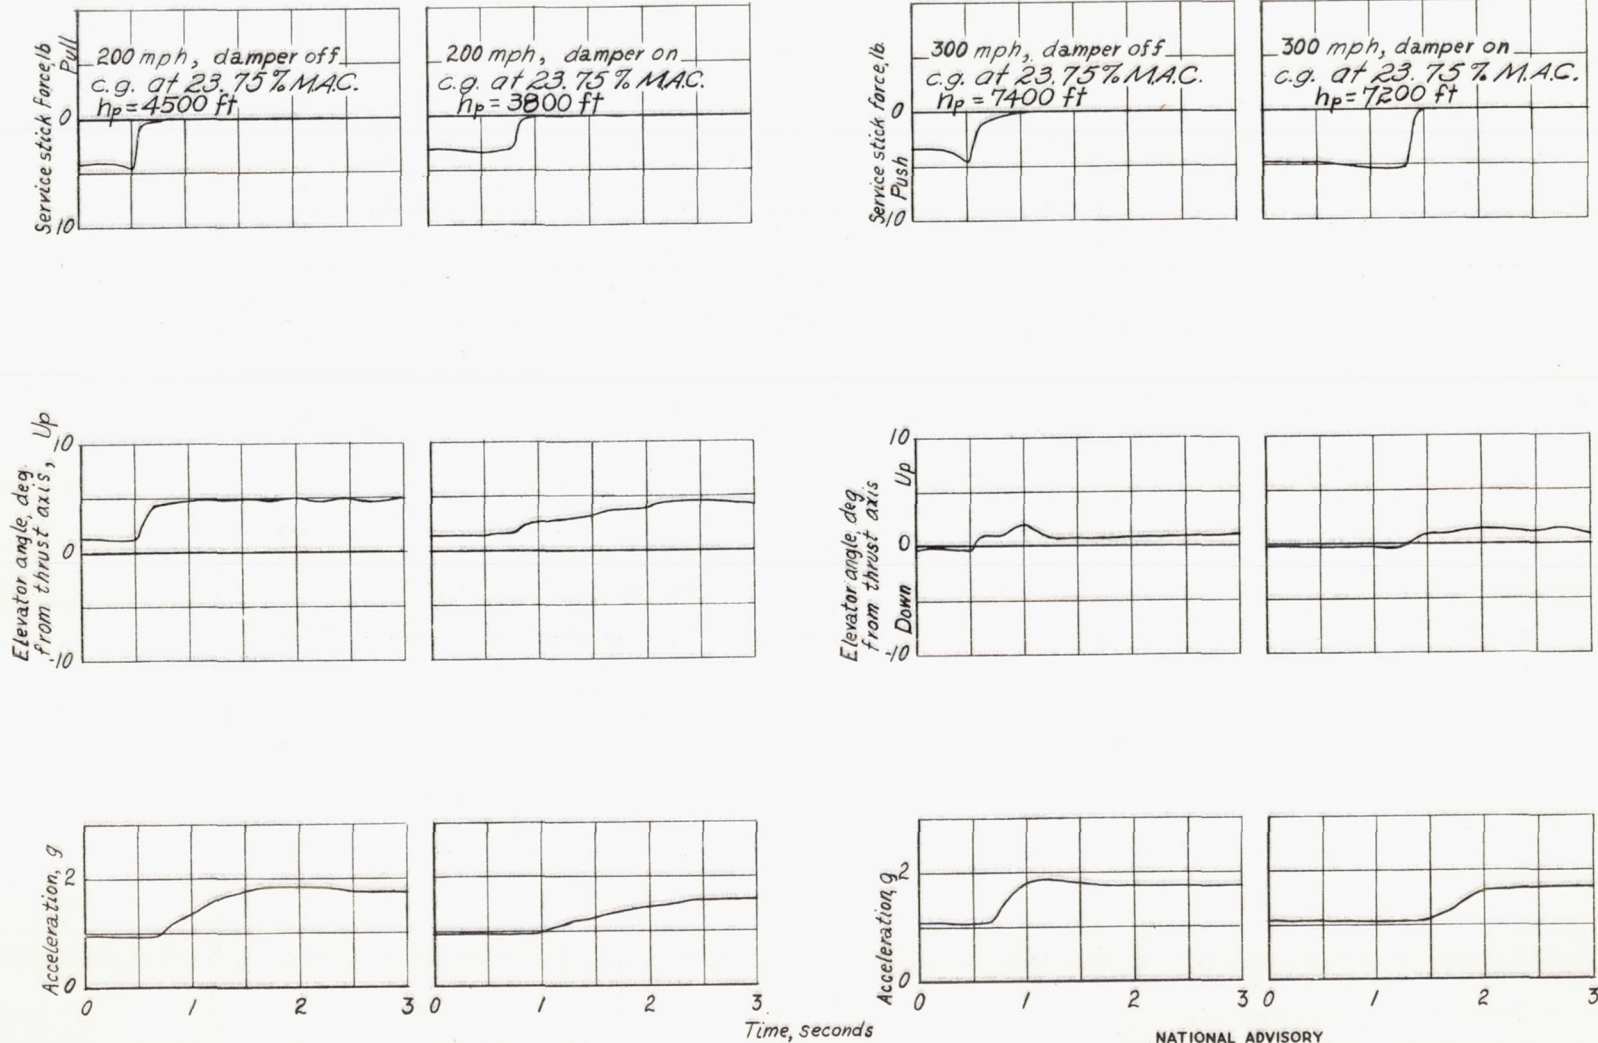 Service stick force, lb
Pull
0
10
200 mph, damper off
c.g. at 23.75% M.A.C.
hp = 4500 ft
200 mph, damper on
c.g. at 23.75% M.A.C.
hp = 3800 ft
Service stick force, lb.
Push
0
10
300 mph, damper off
c.g. at 23.75% M.A.C.
hp = 7400 ft
300 mph, damper on
c.g. at 23.75% M.A.C.
hp = 7200 ft
Elevator angle, deg
from thrust axis,
Up
10
0
-10
Elevator angle, deg
from thrust axis
Down
Up
10
0
-10
Acceleration, g
2
0
0 1 2 3
0 1 2 3
Acceleration, g
2
0
0 1 2 3
0 1 2 3
Time, seconds
NATIONAL ADVISORY